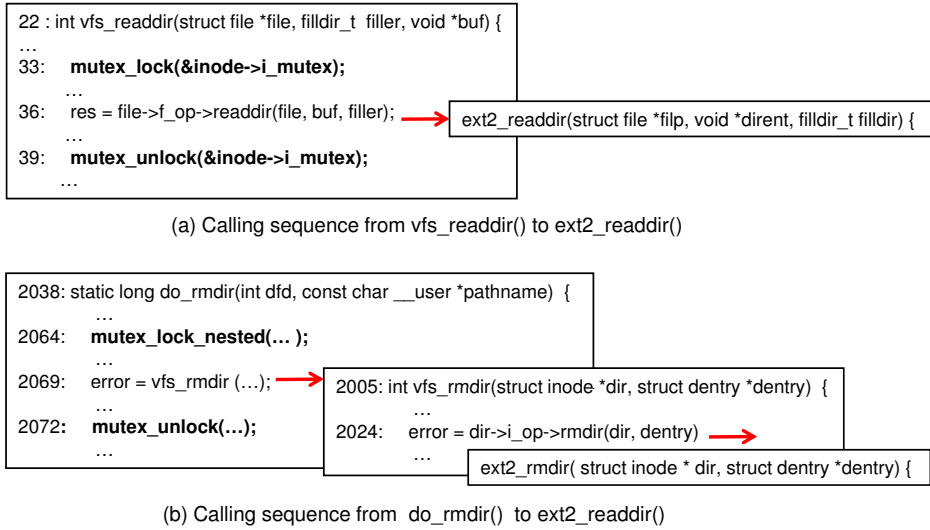 22 : int vfs_readdir(struct file *file, filldir_t filler, void *buf) {
…
33: mutex_lock(&inode->i_mutex);
…
36: res = file->f_op->readdir(file, buf, filler);
ext2_readdir(struct file *filp, void *dirent, filldir_t filldir) {
…
39: mutex_unlock(&inode->i_mutex);
…
(a) Calling sequence from vfs_readdir() to ext2_readdir()
2038: static long do_rmdir(int dfd, const char __user *pathname) {
…
2064: mutex_lock_nested(… );
…
2069: error = vfs_rmdir (…);
…
2072: mutex_unlock(…);
…
2005: int vfs_rmdir(struct inode *dir, struct dentry *dentry) {
…
2024: error = dir->i_op->rmdir(dir, dentry)
…
ext2_rmdir( struct inode * dir, struct dentry *dentry) {
(b) Calling sequence from do_rmdir() to ext2_readdir()